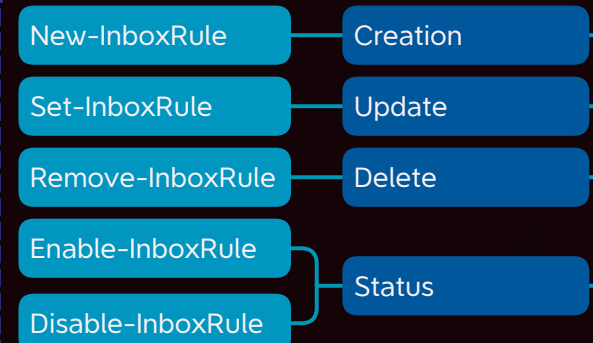 New-InboxRule
Creation
Set-InboxRule
Update
Remove-InboxRule
Delete
Enable-InboxRule
Status
Disable-InboxRule